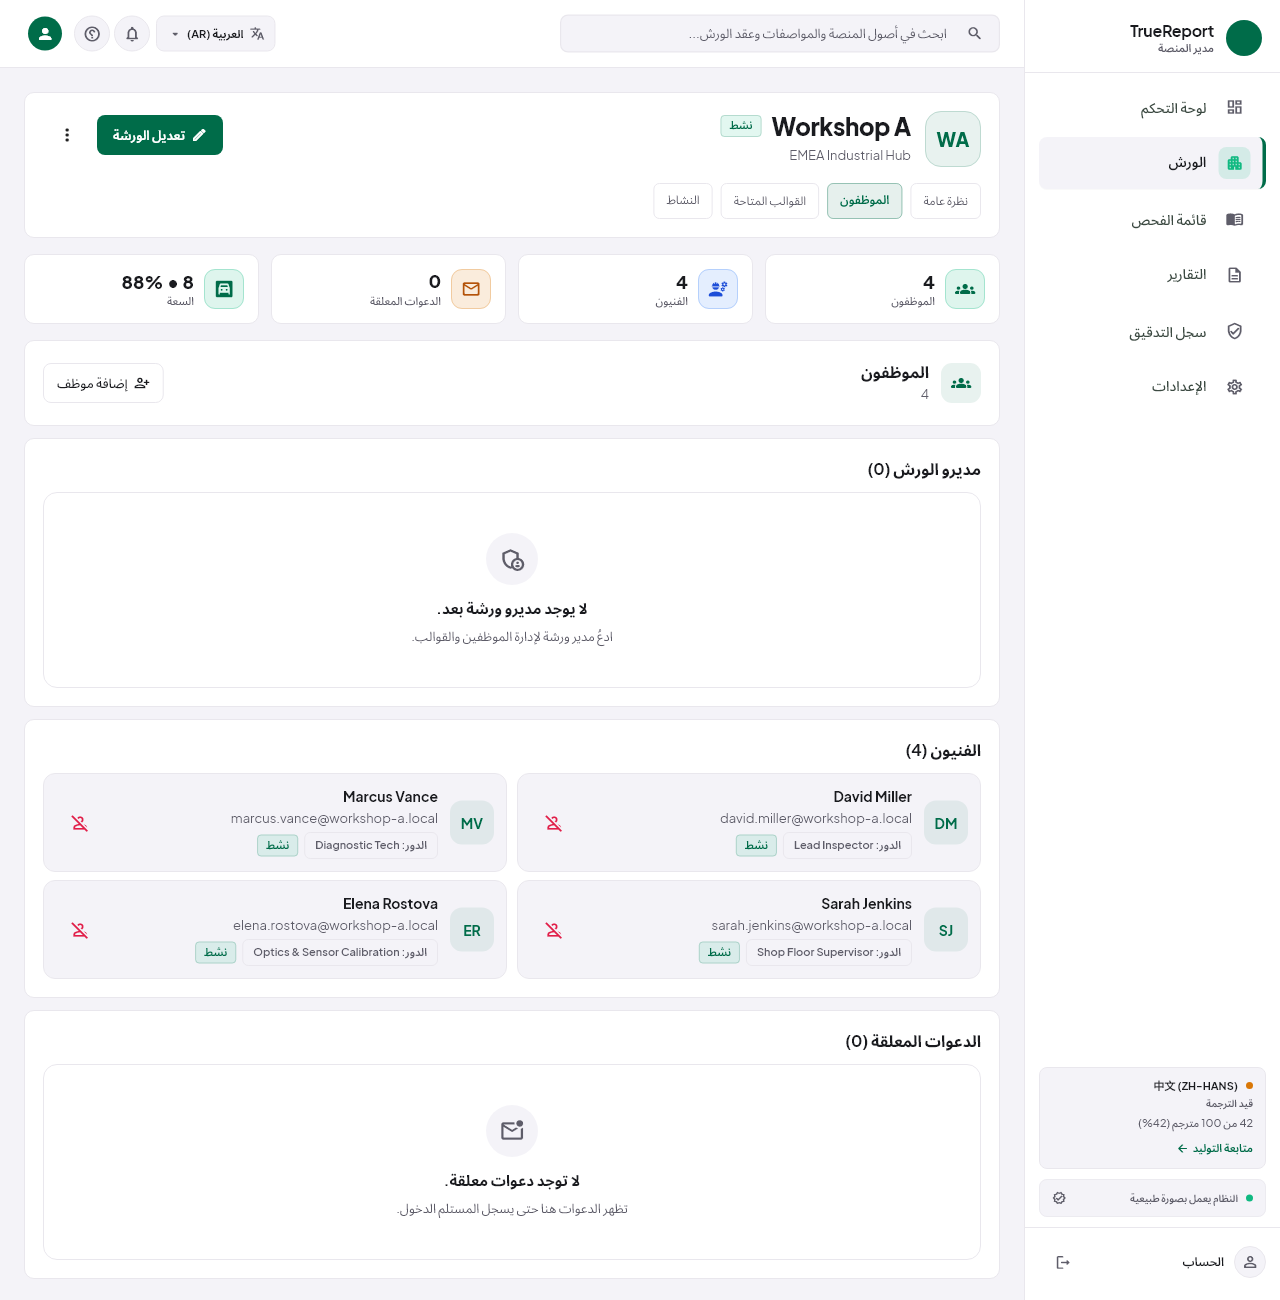 TrueReport
مدير المنصة
لوحة التحكم
الورش
قائمة الفحص
التقارير
سجل التدقيق
الإعدادات
中文 (ZH-HANS)
قيد الترجمة
42 من 100 مترجم (42%)
متابعة التوليد ←
النظام يعمل بصورة طبيعية
الحساب
ابحث في أصول المنصة والمواصفات وعقد الورش...
العربية (AR)
WA
Workshop A
نشط
EMEA Industrial Hub
تعديل الورشة
نظرة عامة
الموظفون
القوالب المتاحة
النشاط
4
الموظفون
4
الفنيون
0
الدعوات المعلقة
8 • 88%
السعة
الموظفون
4
إضافة موظف
مديرو الورش (0)
لا يوجد مديرو ورشة بعد.
ادعُ مدير ورشة لإدارة الموظفين والقوالب.
الفنيون (4)
DM
David Miller
david.miller@workshop-a.local
الدور: Lead Inspector
نشط
MV
Marcus Vance
marcus.vance@workshop-a.local
الدور: Diagnostic Tech
نشط
SJ
Sarah Jenkins
sarah.jenkins@workshop-a.local
الدور: Shop Floor Supervisor
نشط
ER
Elena Rostova
elena.rostova@workshop-a.local
الدور: Optics & Sensor Calibration
نشط
الدعوات المعلقة (0)
لا توجد دعوات معلقة.
تظهر الدعوات هنا حتى يسجل المستلم الدخول.